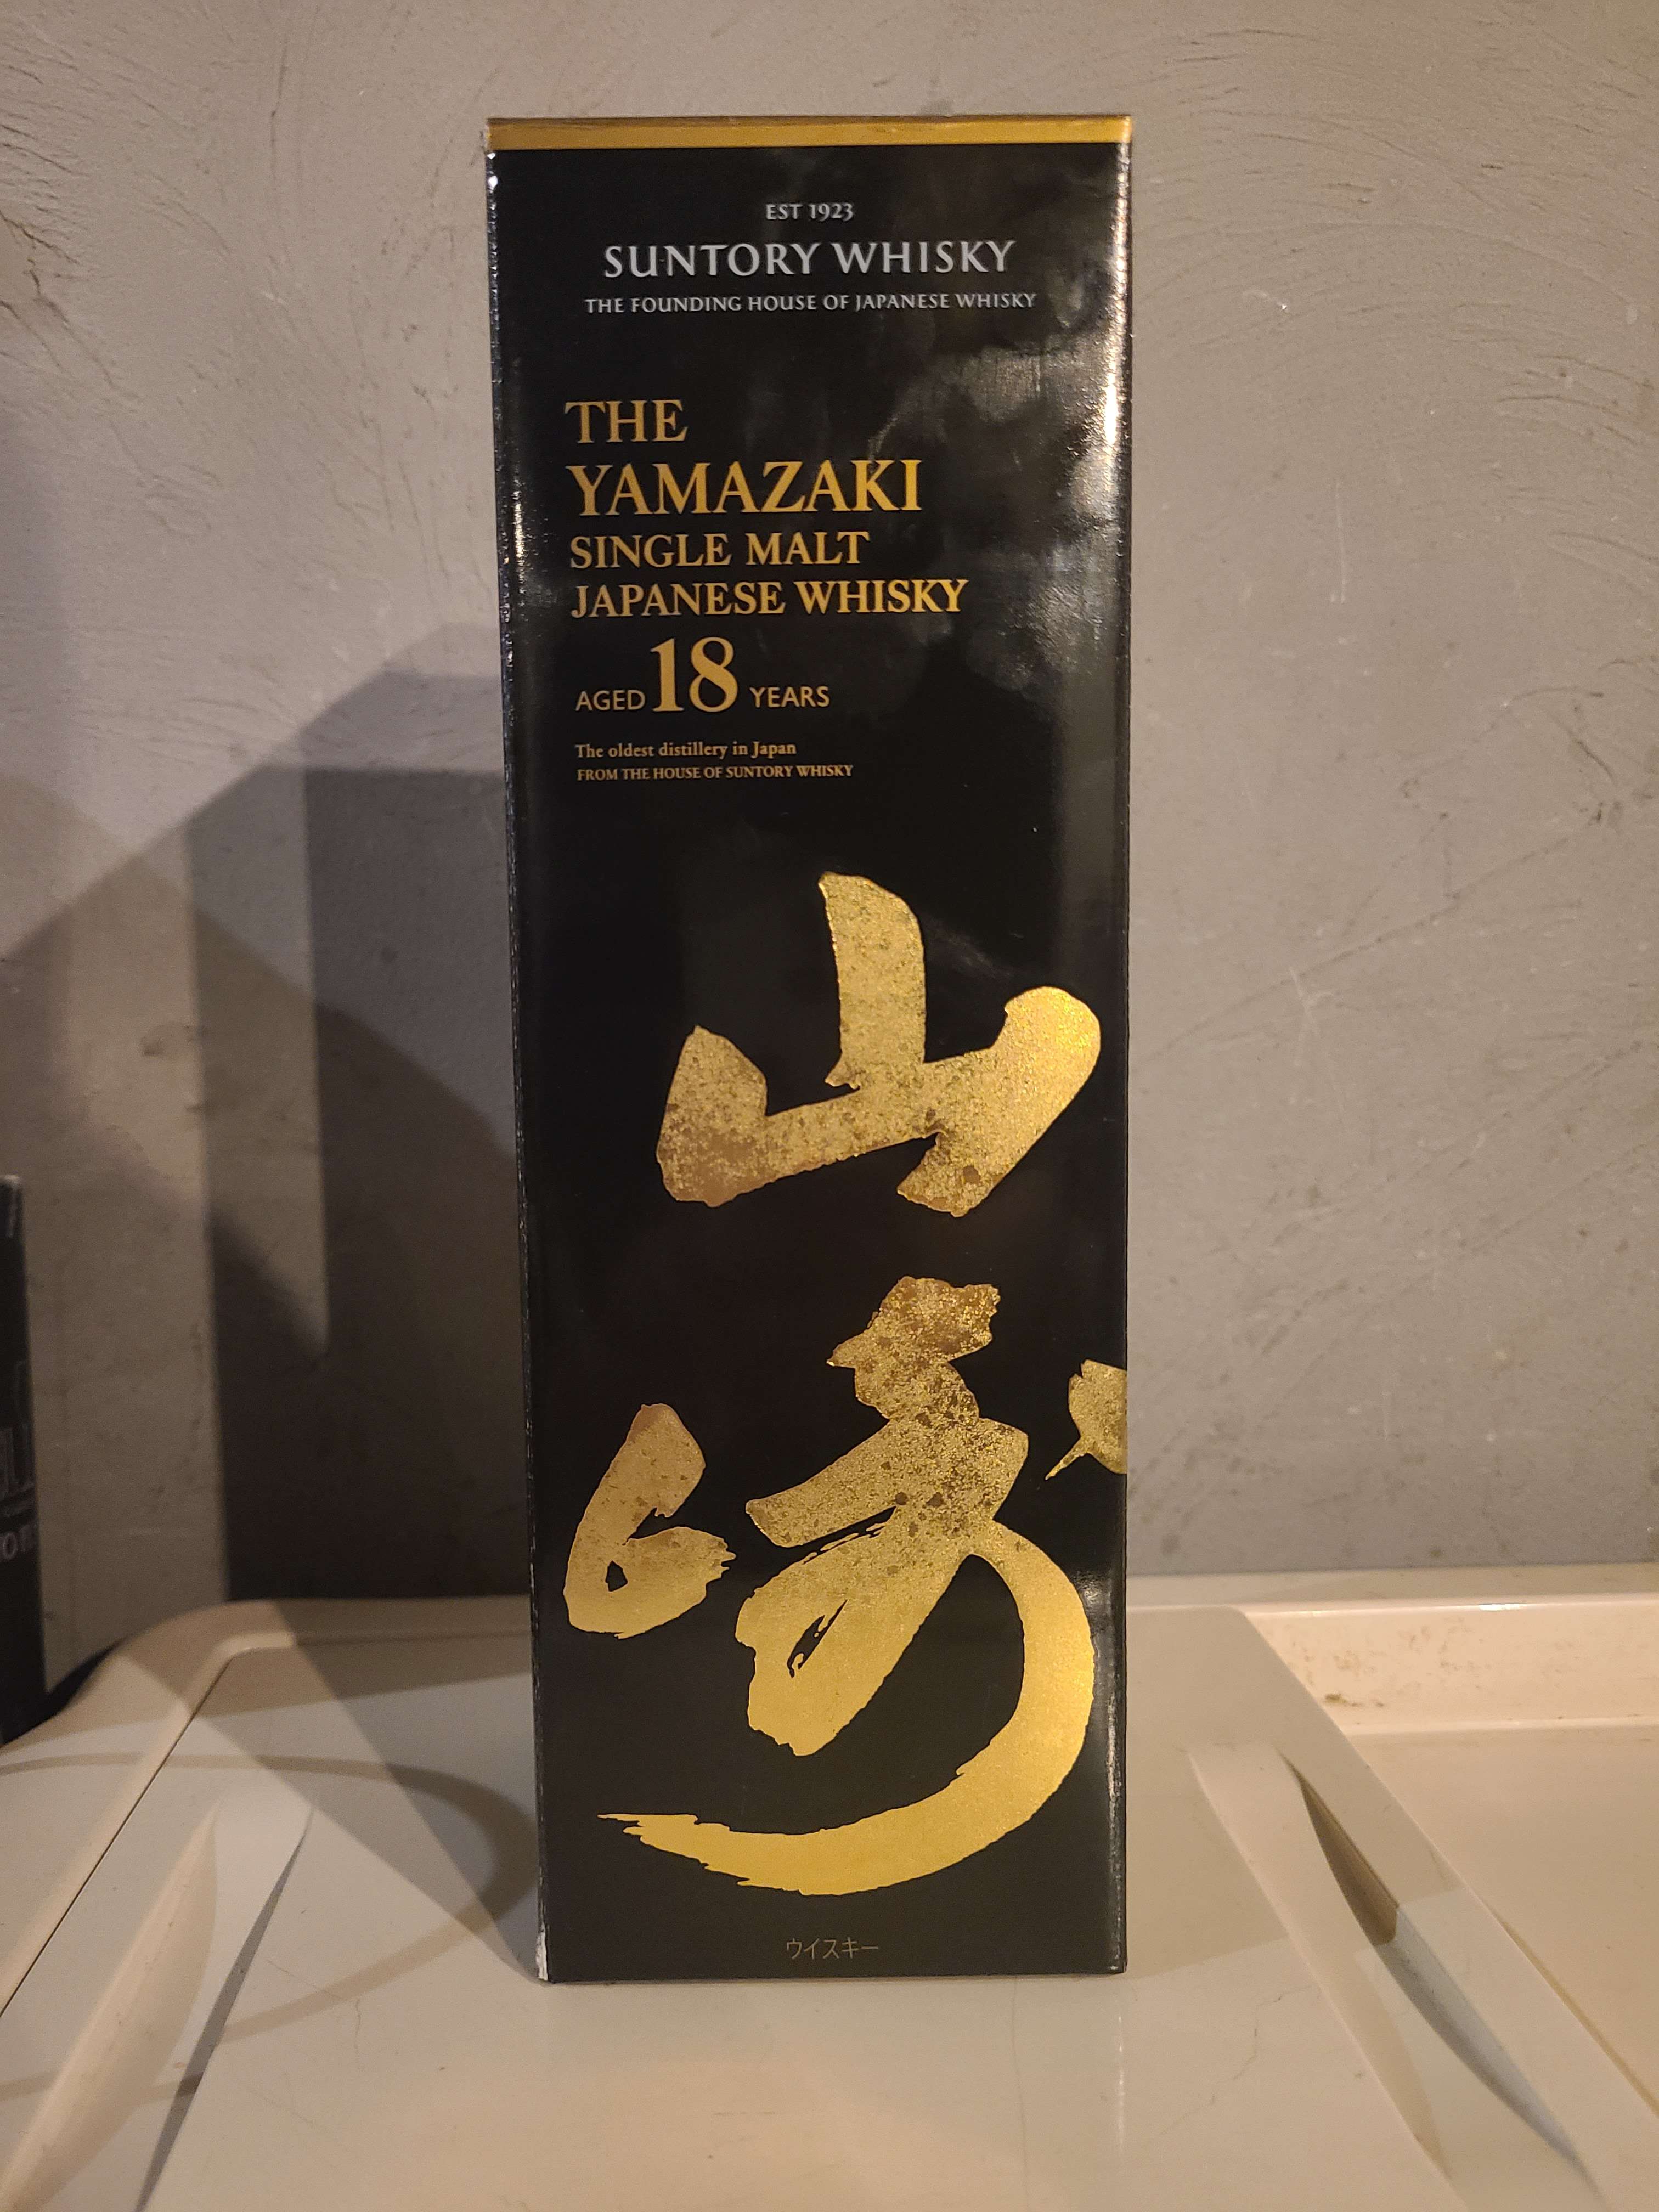 EST 1923
SUNTORY WHISKY
THE FOUNDING HOUSE OF JAPANESE WHISKY
THE
YAMAZAKI
SINGLE MALT
JAPANESE WHISKY
AGED 18 YEARS
The oldest distillery in Japan
FROM THE HOUSE OF SUNTORY WHISKY
山
崎
ウイスキー